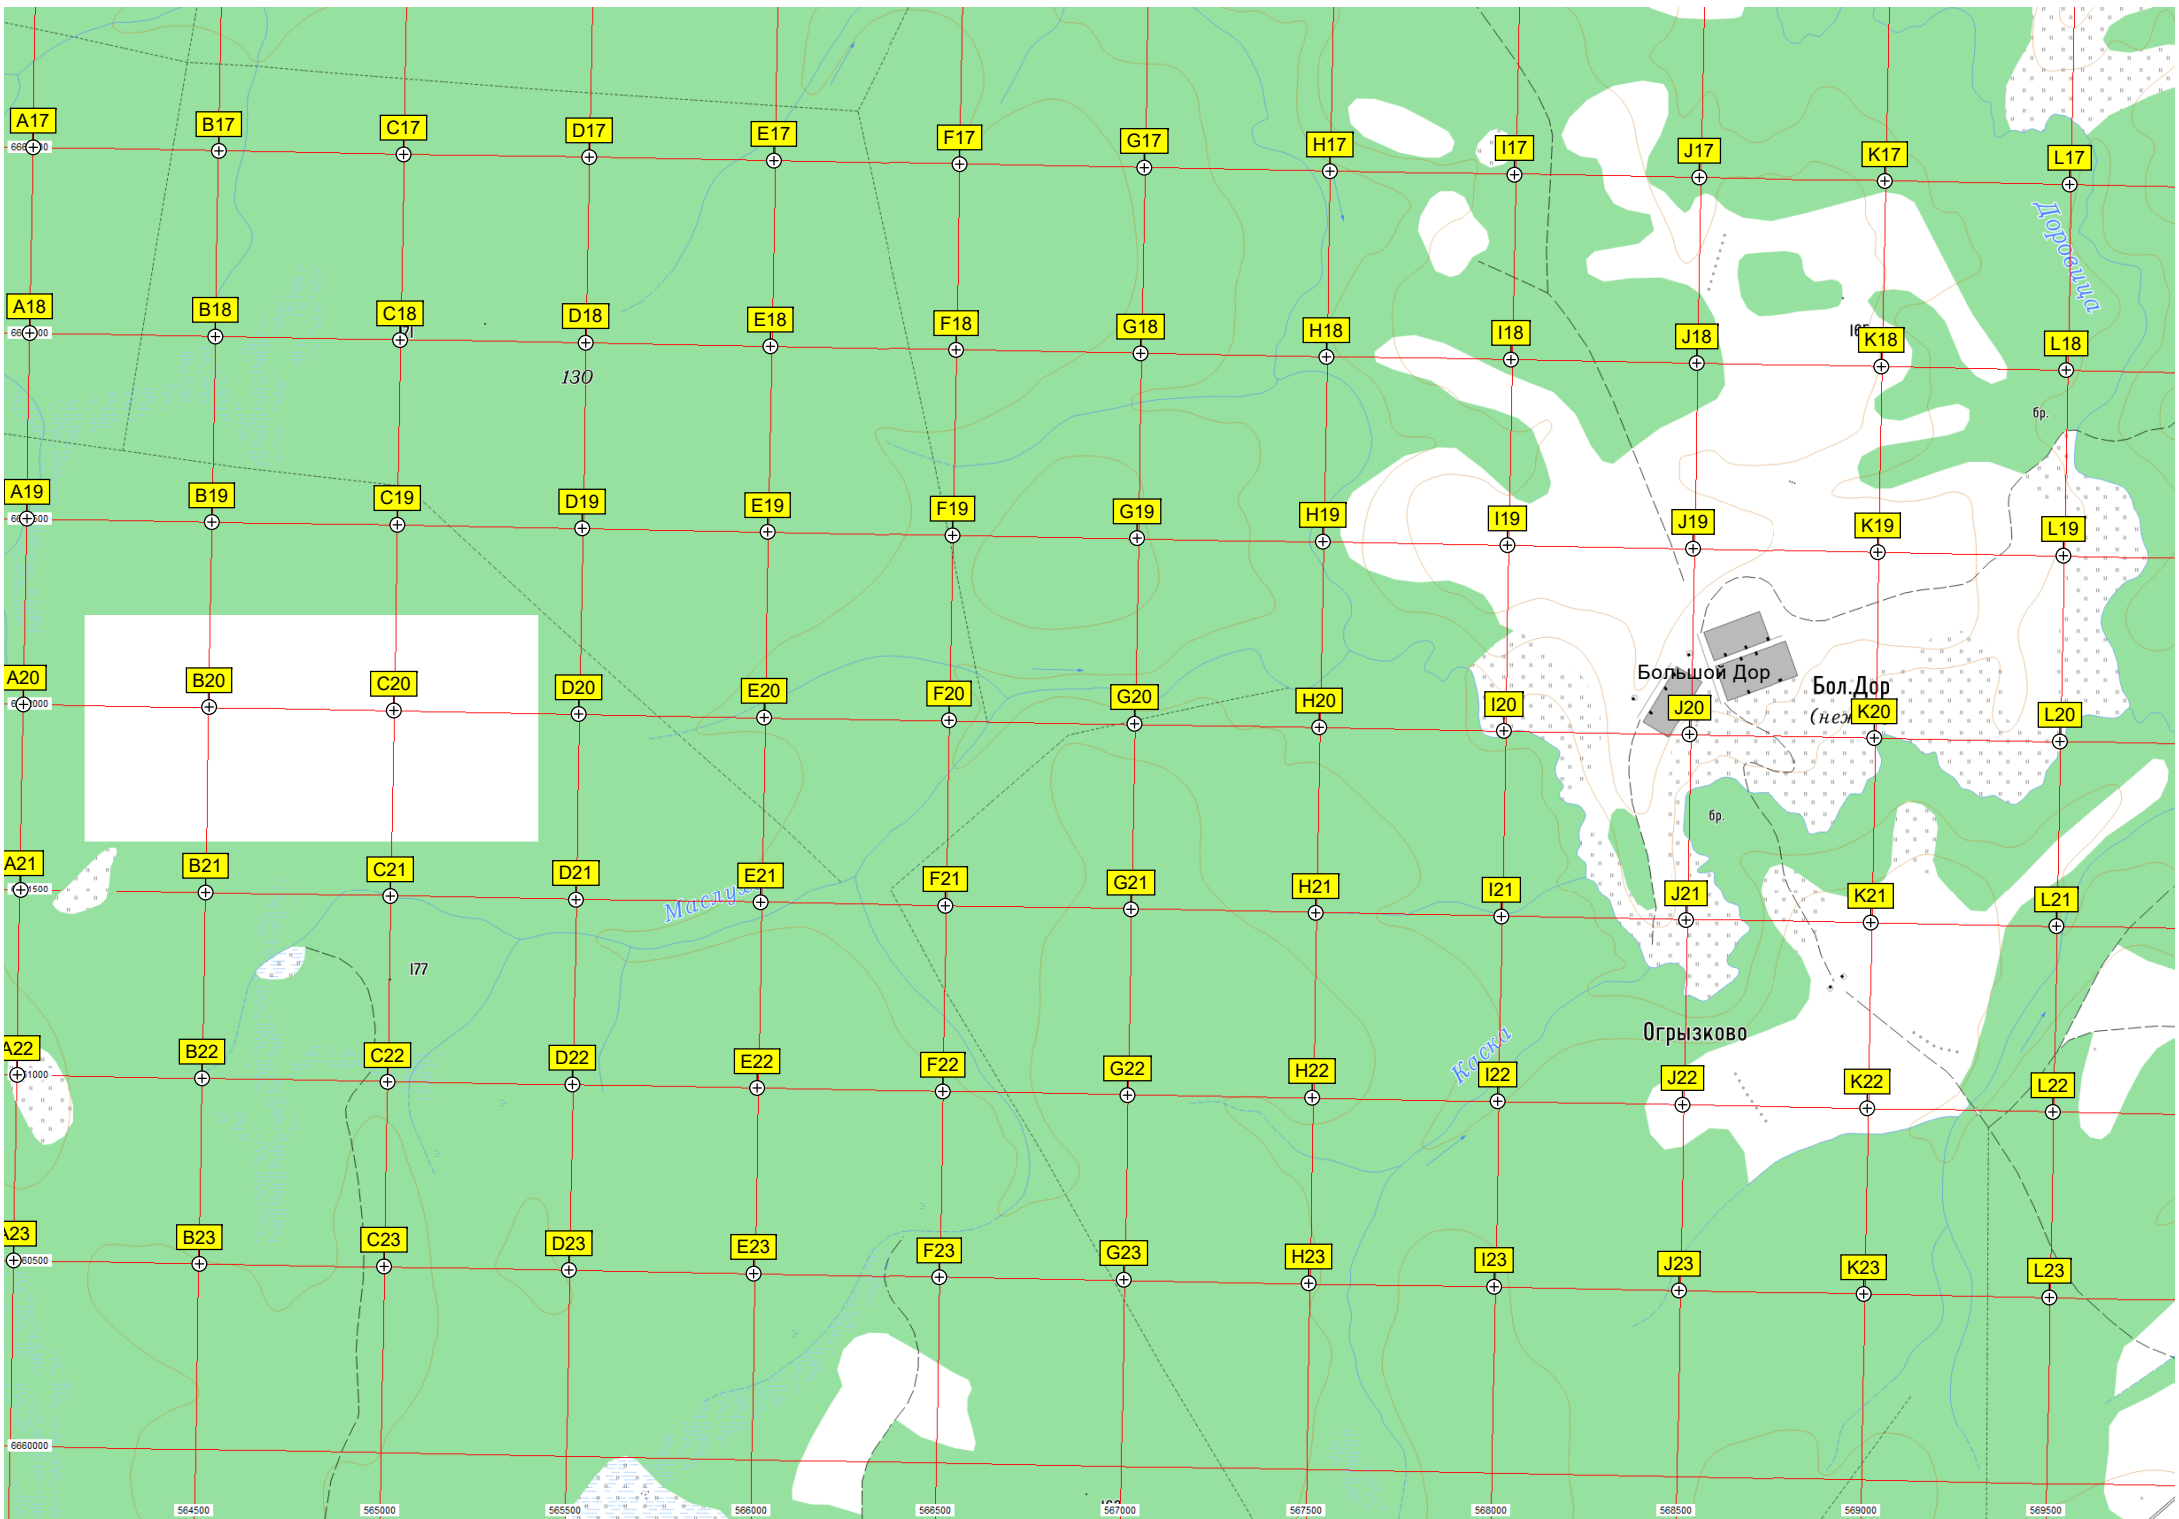 A17 B17 C17 D17 E17 F17 G17 H17 I17 J17 K17 L17
Доровица
A18 B18 C18 D18 E18 F18 G18 H18 I18 J18 K18 L18
130
бр.
A19 B19 C19 D19 E19 F19 G19 H19 I19 J19 K19 L19
Большой Дор
Бол.Дор
A20 B20 C20 D20 E20 F20 G20 H20 I20 J20 K20 L20
бр.
A21 B21 C21 D21 E21 F21 G21 H21 I21 J21 K21 L21
177
Огрызково
Каска
A22 B22 C22 D22 E22 F22 G22 H22 I22 J22 K22 L22
A23 B23 C23 D23 E23 F23 G23 H23 I23 J23 K23 L23
6660000
564500 565000 565500 566000 566500 567000 567500 568000 568500 569000 569500